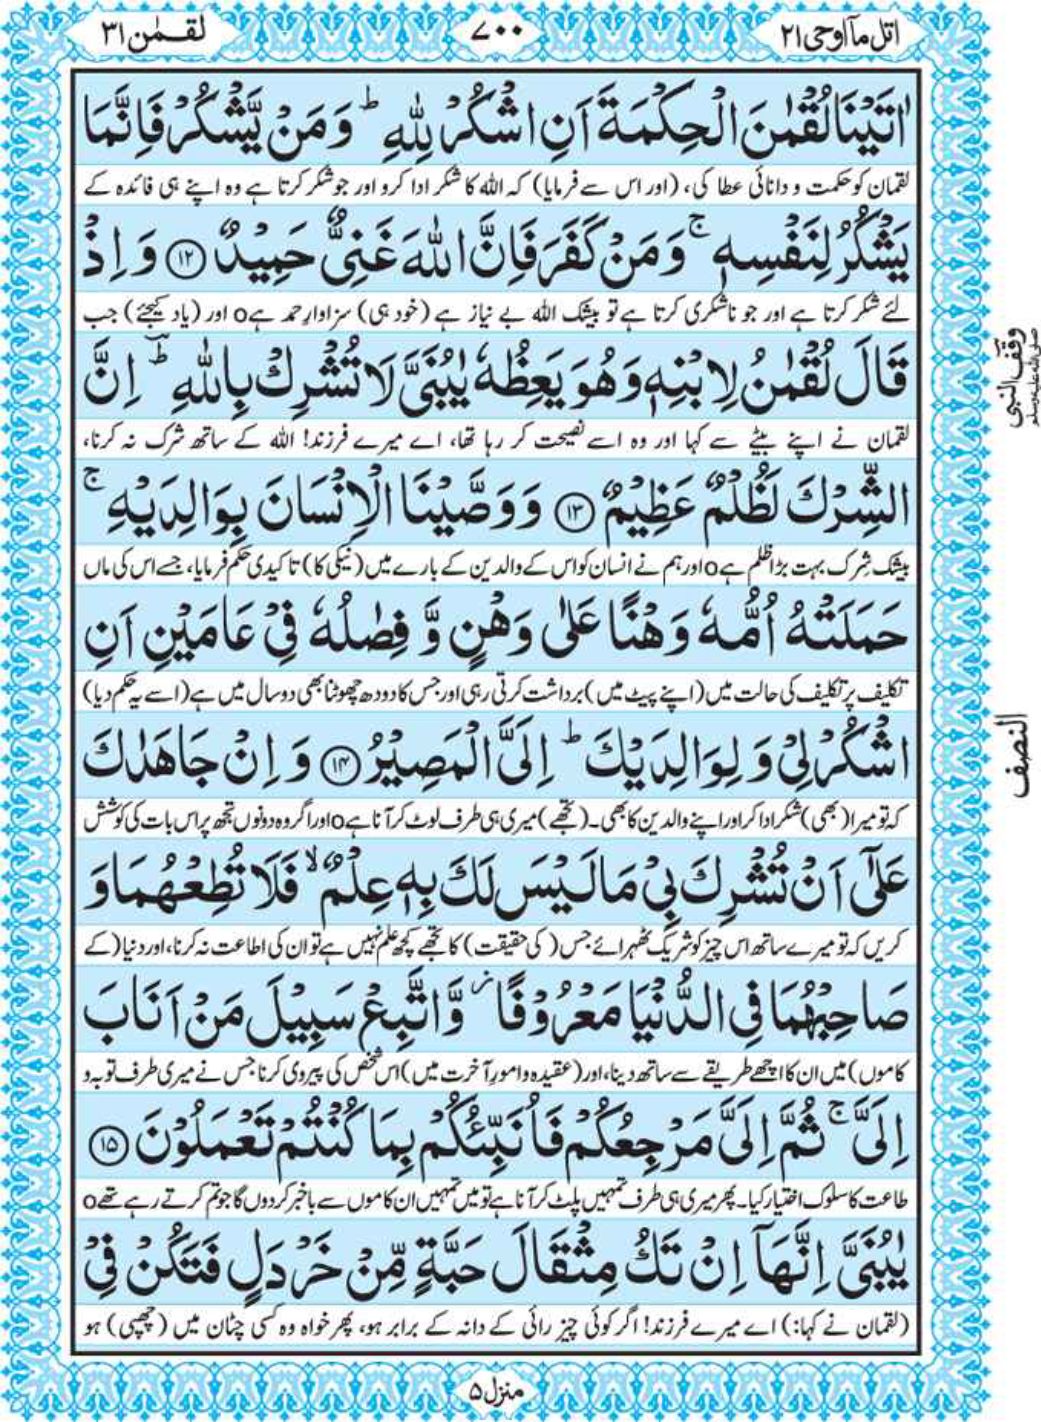 اتل ما اوحی ۲۱
۷۰۰
لقمٰن ۳۱
اٰتَيْنَا لُقْمٰنَ الْحِكْمَةَ اَنِ اشْكُرْ لِلّٰهِ ؕ وَ مَنْ يَّشْكُرْ فَاِنَّمَا
لقمان کو حکمت و دانائی عطا کی، (اور اس سے فرمایا) کہ اللہ کا شکر ادا کرو اور جو شکر کرتا ہے وہ اپنے ہی فائدہ کے
يَشْكُرُ لِنَفْسِهٖ ۚ وَ مَنْ كَفَرَ فَاِنَّ اللّٰهَ غَنِيٌّ حَمِيْدٌ ﴿۱۲﴾ وَ اِذْ
لئے شکر کرتا ہے اور جو ناشکری کرتا ہے تو بیشک اللہ بے نیاز ہے (خود ہی) سزاوارِ حمد ہےo اور (یاد کیجئے) جب
قَالَ لُقْمٰنُ لِابْنِهٖ وَ هُوَ يَعِظُهٗ يٰبُنَيَّ لَا تُشْرِكْ بِاللّٰهِ ؕ اِنَّ
لقمان نے اپنے بیٹے سے کہا اور وہ اسے نصیحت کر رہا تھا، اے میرے فرزند! اللہ کے ساتھ شرک نہ کرنا،
الشِّرْكَ لَظُلْمٌ عَظِيْمٌ ﴿۱۳﴾ وَ وَصَّيْنَا الْاِنْسَانَ بِوَالِدَيْهِ ۚ
بیشک شِرک بہت بڑا ظلم ہےo اور ہم نے انسان کو اس کے والدین کے بارے میں (نیکی کا) تاکیدی حکم فرمایا، جسے اس کی ماں
حَمَلَتْهُ اُمُّهٗ وَهْنًا عَلٰى وَهْنٍ وَّ فِصٰلُهٗ فِيْ عَامَيْنِ اَنِ
تکلیف پر تکلیف کی حالت میں (اپنے پیٹ میں) برداشت کرتی رہی اور جس کا دودھ چھوٹنا بھی دو سال میں ہے (اسے یہ حکم دیا)
اشْكُرْ لِيْ وَ لِوَالِدَيْكَ ؕ اِلَيَّ الْمَصِيْرُ ﴿۱۴﴾ وَ اِنْ جَاهَدٰكَ
کہ تو میرا (بھی) شکر ادا کر اور اپنے والدین کا بھی۔ (تجھے) میری ہی طرف لوٹ کر آنا ہےo اور اگر وہ دونوں تجھ پر اس بات کی کوشش
عَلٰٓى اَنْ تُشْرِكَ بِيْ مَا لَيْسَ لَكَ بِهٖ عِلْمٌ ۙ فَلَا تُطِعْهُمَا وَ
کریں کہ تو میرے ساتھ اس چیز کو شریک ٹھہرائے جس (کی حقیقت) کا تجھے کچھ علم نہیں ہے تو ان کی اطاعت نہ کرنا، اور دنیا (کے
صَاحِبْهُمَا فِي الدُّنْيَا مَعْرُوْفًا ۡ وَّ اتَّبِعْ سَبِيْلَ مَنْ اَنَابَ
کاموں) میں ان کا اچھے طریقے سے ساتھ دینا، اور (عقیدہ و امورِ آخرت میں) اس شخص کی پیروی کرنا جس نے میری طرف توبہ و
اِلَيَّ ۚ ثُمَّ اِلَيَّ مَرْجِعُكُمْ فَاُنَبِّئُكُمْ بِمَا كُنْتُمْ تَعْمَلُوْنَ ﴿۱۵﴾
طاعت کا سلوک اختیار کیا۔ پھر میری ہی طرف تمہیں پلٹ کر آنا ہے تو میں تمہیں ان کاموں سے باخبر کردوں گا جو تم کرتے رہے تھےo
يٰبُنَيَّ اِنَّهَاۤ اِنْ تَكُ مِثْقَالَ حَبَّةٍ مِّنْ خَرْدَلٍ فَتَكُنْ فِيْ
(لقمان نے کہا:) اے میرے فرزند! اگر کوئی چیز رائی کے دانہ کے برابر ہو، پھر خواہ وہ کسی چٹان میں (چھپی) ہو
وقف النبی صلی اللہ علیہ وسلم
النصف
منزل ۵